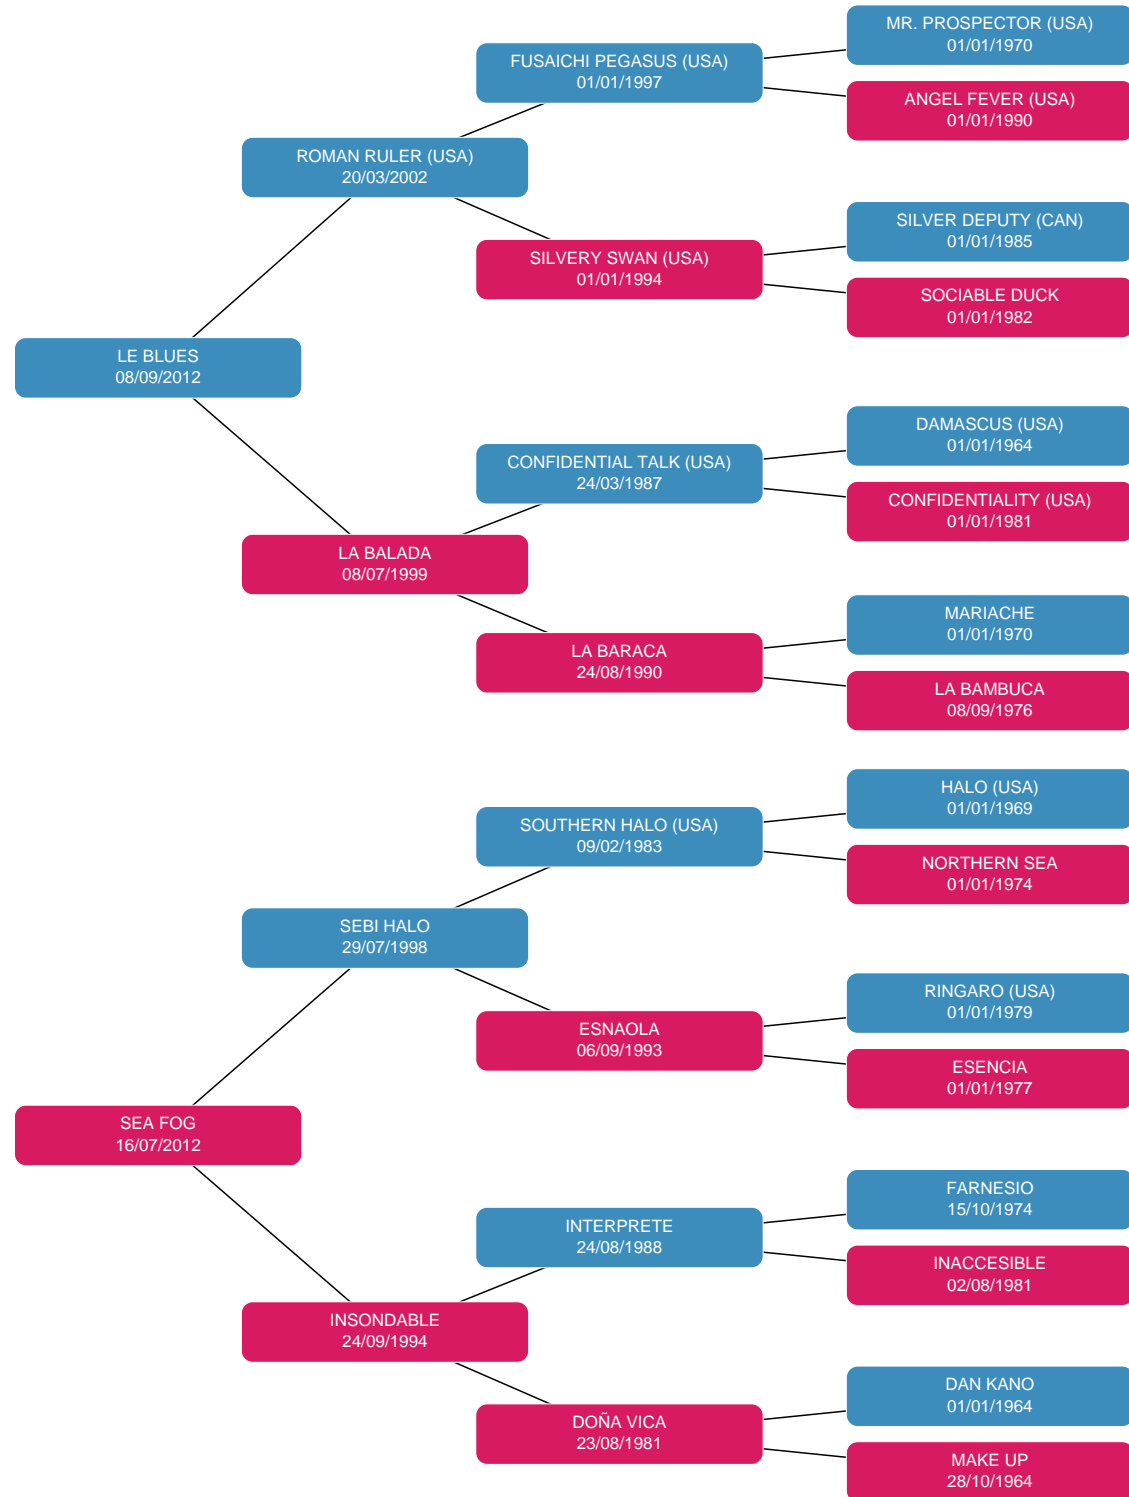 MR. PROSPECTOR (USA)
01/01/1970
FUSAICHI PEGASUS (USA)
01/01/1997
ANGEL FEVER (USA)
01/01/1990
ROMAN RULER (USA)
20/03/2002
SILVER DEPUTY (CAN)
01/01/1985
SILVERY SWAN (USA)
01/01/1994
SOCIABLE DUCK
01/01/1982
LE BLUES
08/09/2012
DAMASCUS (USA)
01/01/1964
CONFIDENTIAL TALK (USA)
24/03/1987
CONFIDENTIALITY (USA)
01/01/1981
LA BALADA
08/07/1999
MARIACHE
01/01/1970
LA BARACA
24/08/1990
LA BAMBUCA
08/09/1976
HALO (USA)
01/01/1969
SOUTHERN HALO (USA)
09/02/1983
NORTHERN SEA
01/01/1974
SEBI HALO
29/07/1998
RINGARO (USA)
01/01/1979
ESNAOLA
06/09/1993
ESENCIA
01/01/1977
SEA FOG
16/07/2012
FARNESIO
15/10/1974
INTERPRETE
24/08/1988
INACCESIBLE
02/08/1981
INSONDABLE
24/09/1994
DAN KANO
01/01/1964
DOÑA VICA
23/08/1981
MAKE UP
28/10/1964